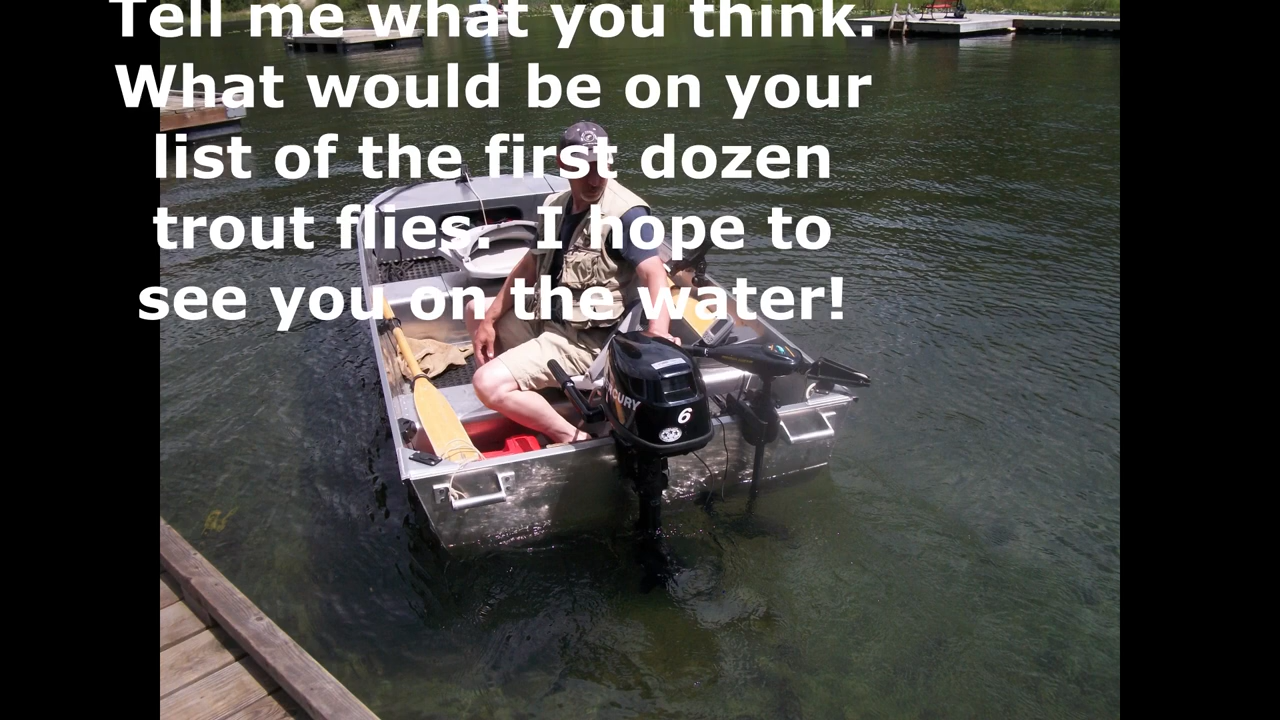 Tell me what you think.
What would be on your
list of the first dozen
trout flies.  I hope to
see you on the water!
CURY
6